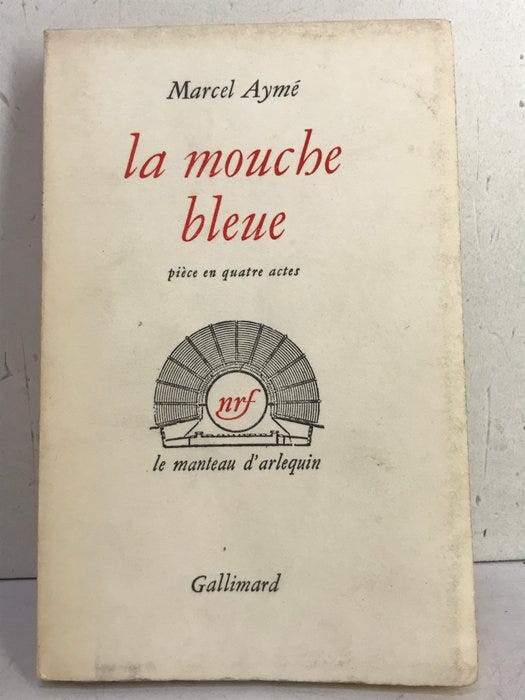 Marcel Aymé
la mouche
bleue
pièce en quatre actes
nrf
le manteau d'arlequin
Gallimard